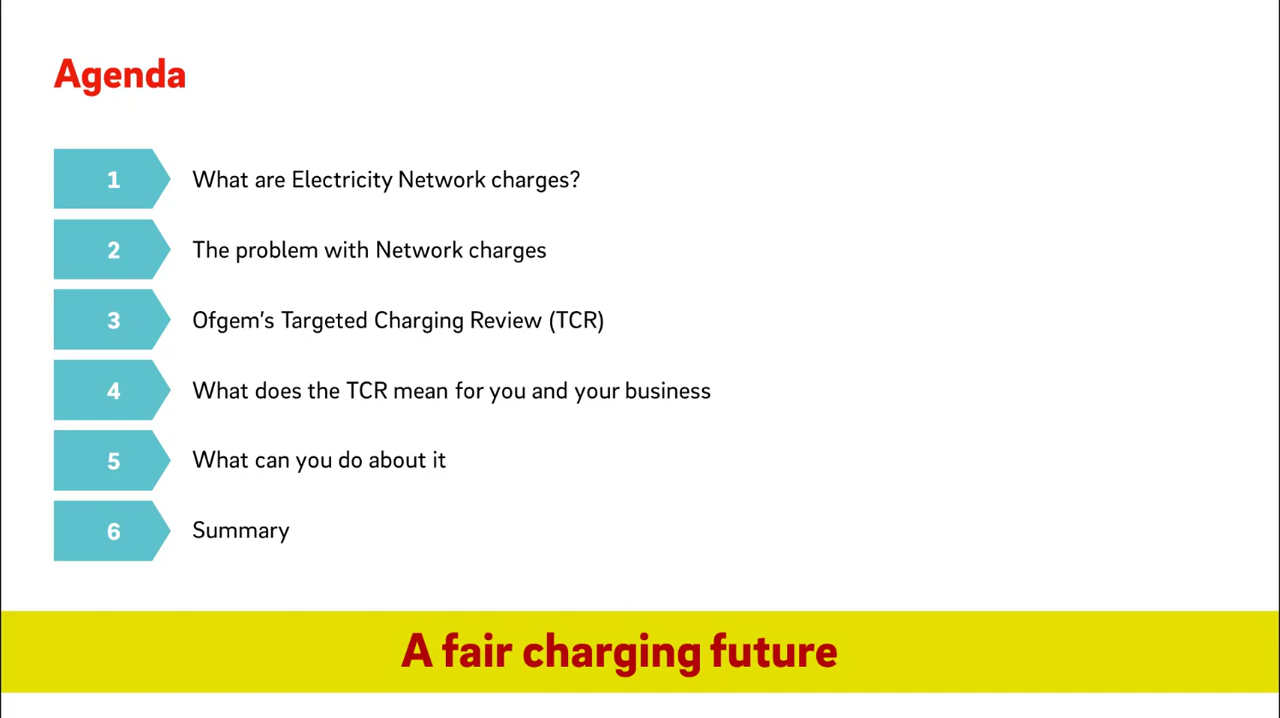 Agenda
1 What are Electricity Network charges?
2 The problem with Network charges
3 Ofgem's Targeted Charging Review (TCR)
4 What does the TCR mean for you and your business
5 What can you do about it
6 Summary
A fair charging future